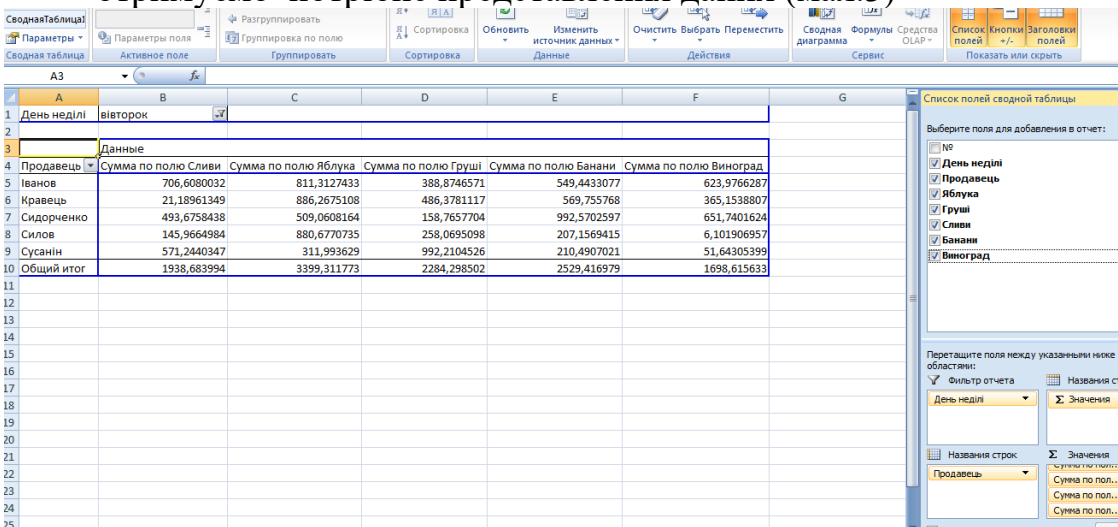 отримуємо потрібне представлення даних (мал.3)
СводнаяТаблица1
Параметры
Параметры поля
Разгруппировать
Группировка по полю
Сортировка
Обновить
Изменить источник данных
Очистить Выбрать Переместить
Сводная диаграмма
Формулы
Средства OLAP
Список полей
Кнопки +/-
Заголовки полей
Сводная таблица Активное поле Группировать Сортировка Данные Действия Сервис Показать или скрыть
A3 fx
A B C D E F G
1 День неділі вівторок
2
3 Данные
4 Продавець Сумма по полю Сливи Сумма по полю Яблука Сумма по полю Груші Сумма по полю Банани Сумма по полю Виноград
5 Іванов 706,6080032 811,3127433 388,8746571 549,4433077 623,9766287
6 Кравець 21,18961349 886,2675108 486,3781117 569,755768 365,1538807
7 Сидорченко 493,6758438 509,0608164 158,7657704 992,5702597 651,7401624
8 Силов 145,9664984 880,6770735 258,0695098 207,1569415 6,101906957
9 Сусанін 571,2440347 311,993629 992,2104526 210,4907021 51,64305399
10 Общий итог 1938,683994 3399,311773 2284,298502 2529,416979 1698,615633
11
12
13
14
15
16
17
18
19
20
21
22
23
24
25
Список полей сводной таблицы
Выберите поля для добавления в отчет:
№
День неділі
Продавець
Яблука
Груші
Сливи
Банани
Виноград
Перетащите поля между указанными ниже областями:
Фильтр отчета
Названия ст
День неділі
Σ Значения
Названия строк
Σ Значения
Продавець
Сумма по пол...
Сумма по пол...
Сумма по пол...
Сумма по пол...